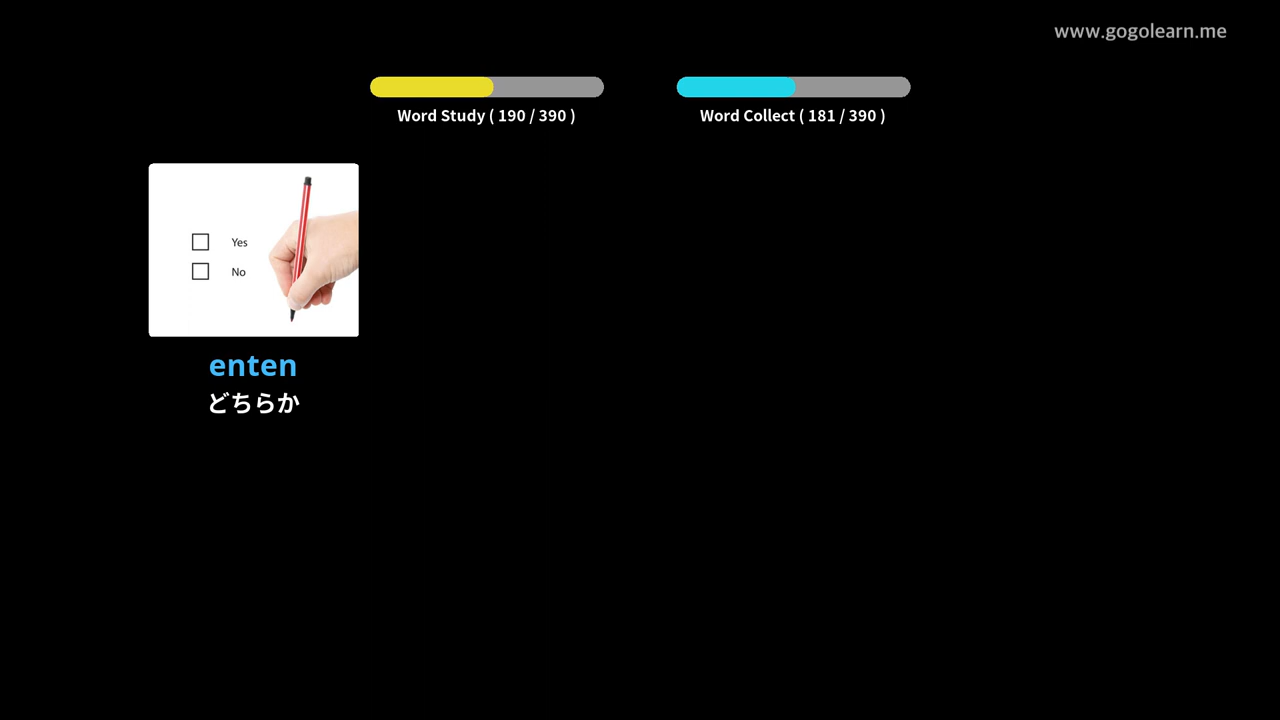 www.gogolearn.me
Word Study ( 190 / 390 )
Word Collect ( 181 / 390 )
Yes
No
enten
どちらか